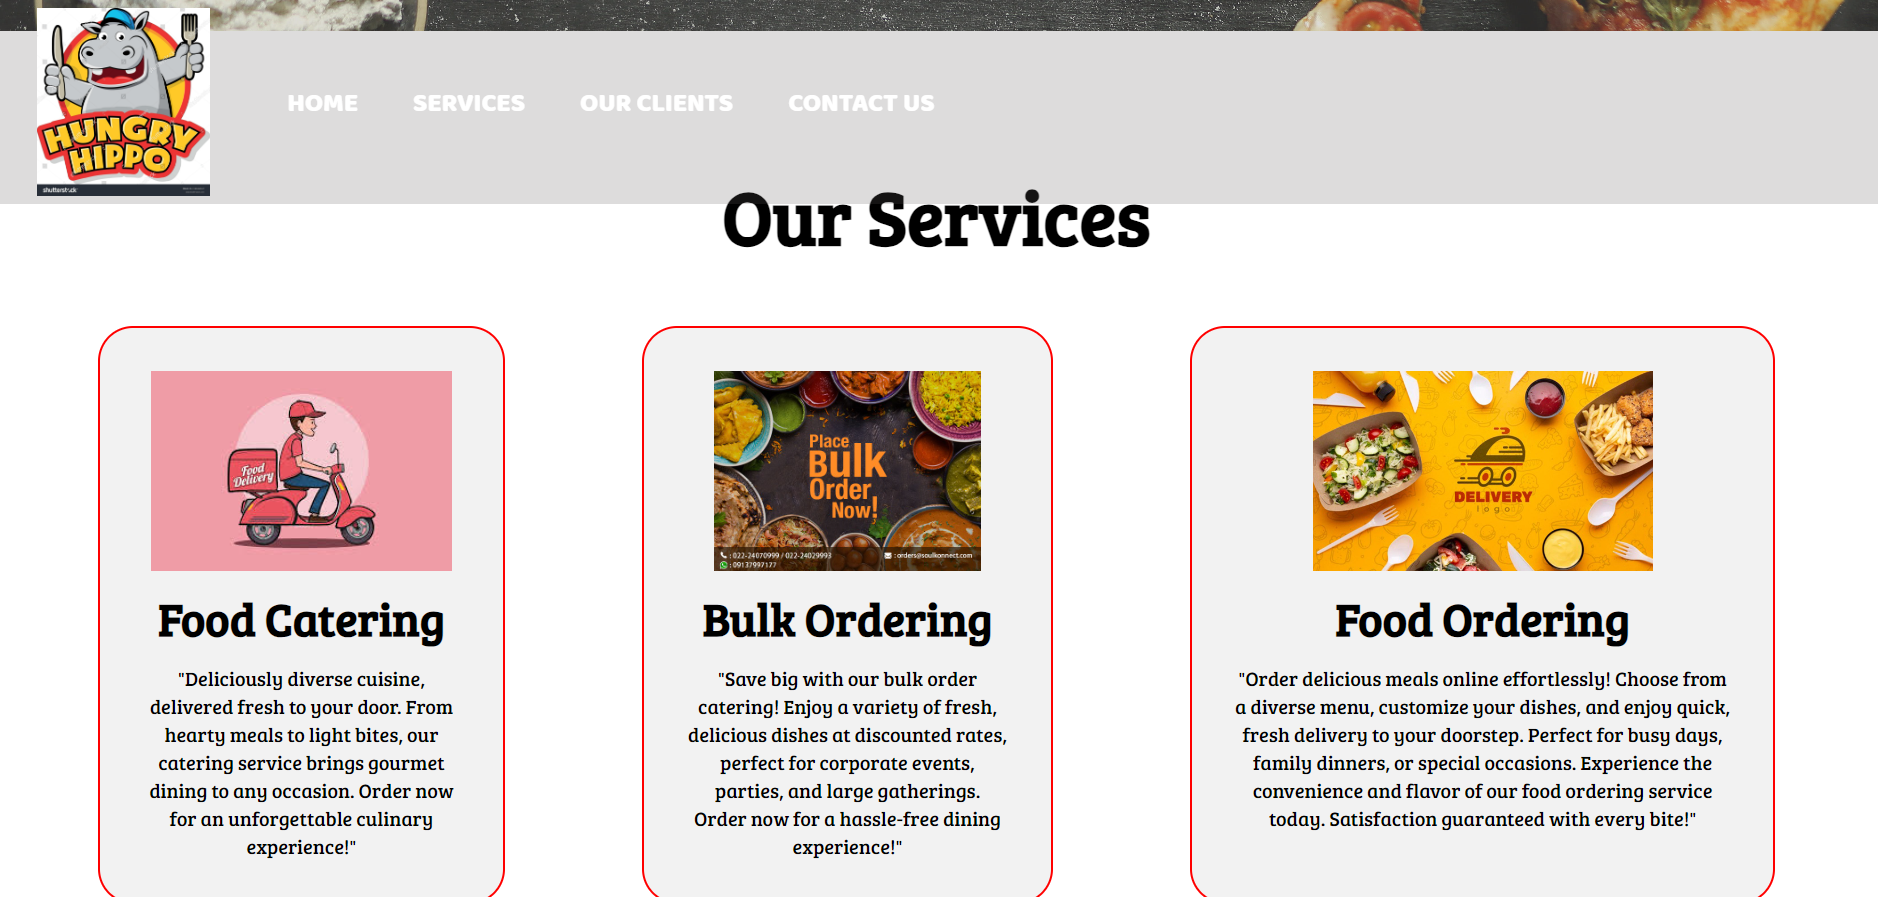 HUNGRY
HIPPO
shutterstock
HOME SERVICES OUR CLIENTS CONTACT US
Our Services
Food
Delivery
Food Catering
"Deliciously diverse cuisine,
delivered fresh to your door. From
hearty meals to light bites, our
catering service brings gourmet
dining to any occasion. Order now
for an unforgettable culinary
experience!"
Place
Bulk
Order
Now!
: 022-24070999 / 022-24029993
: orders@soulkonnect.com
: 09137997177
Bulk Ordering
"Save big with our bulk order
catering! Enjoy a variety of fresh,
delicious dishes at discounted rates,
perfect for corporate events,
parties, and large gatherings.
Order now for a hassle-free dining
experience!"
DELIVERY
logo
Food Ordering
"Order delicious meals online effortlessly! Choose from
a diverse menu, customize your dishes, and enjoy quick,
fresh delivery to your doorstep. Perfect for busy days,
family dinners, or special occasions. Experience the
convenience and flavor of our food ordering service
today. Satisfaction guaranteed with every bite!"